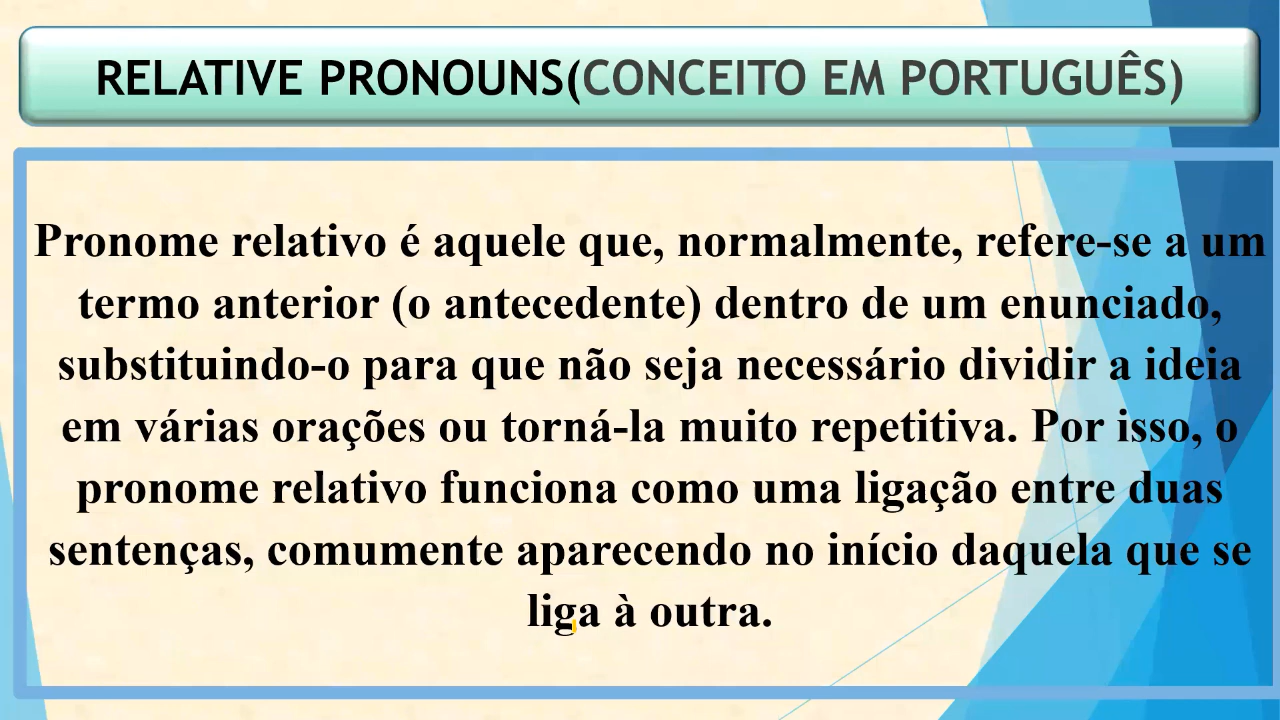 RELATIVE PRONOUNS(CONCEITO EM PORTUGUÊS)
Pronome relativo é aquele que, normalmente, refere-se a um
termo anterior (o antecedente) dentro de um enunciado,
substituindo-o para que não seja necessário dividir a ideia
em várias orações ou torná-la muito repetitiva. Por isso, o
pronome relativo funciona como uma ligação entre duas
sentenças, comumente aparecendo no início daquela que se
liga à outra.